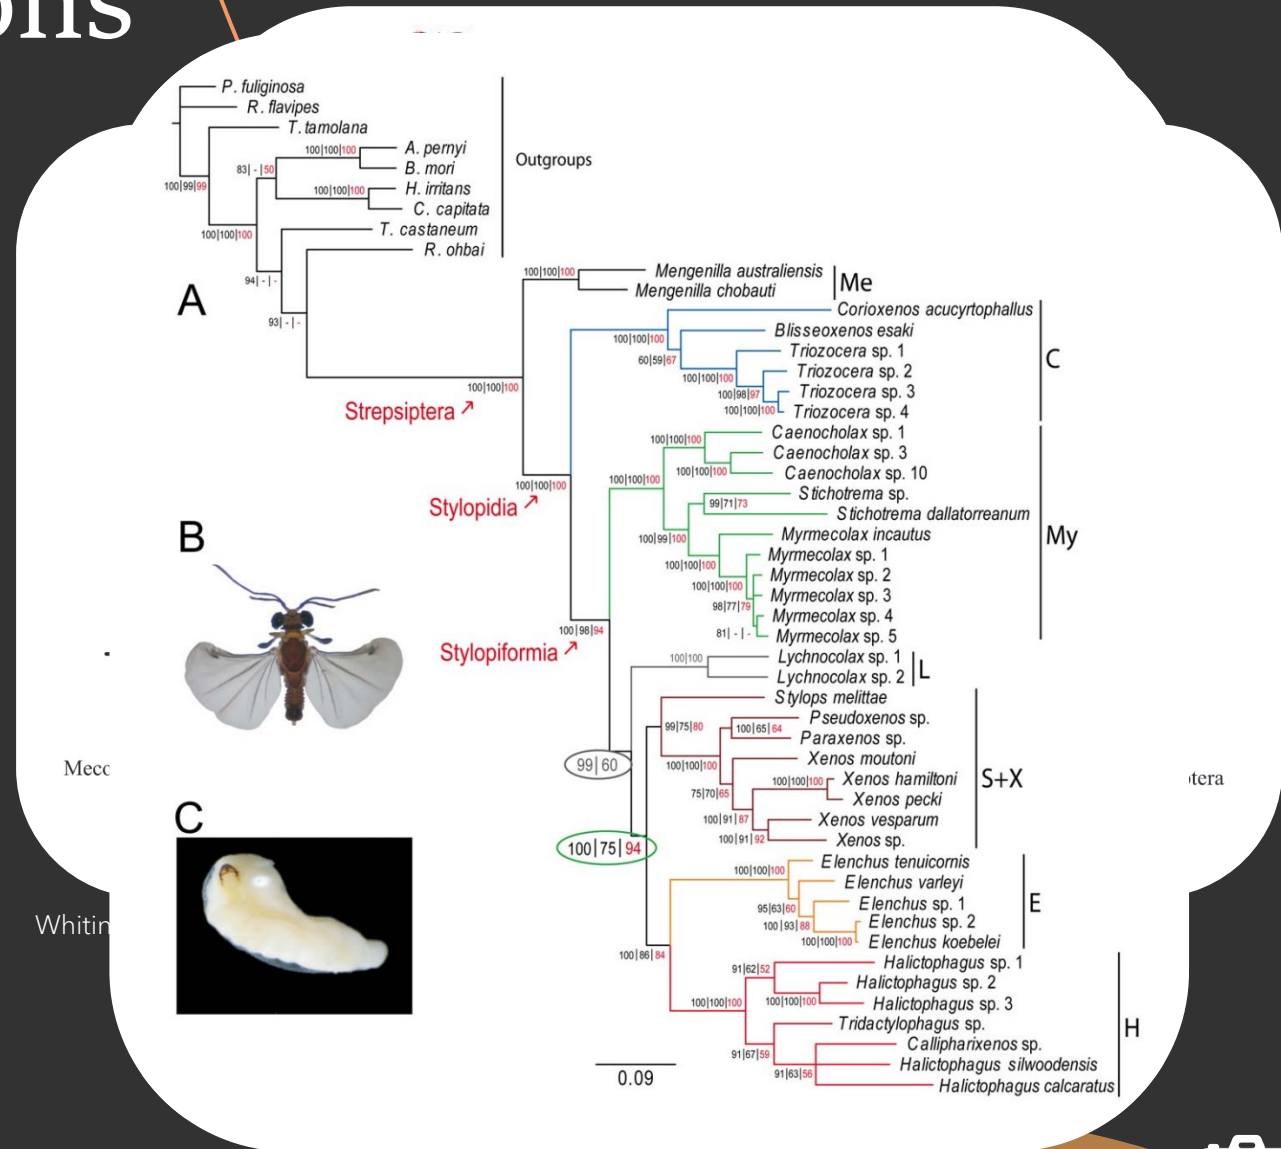 P. fuliginosa
R. flavipes
T. tamolana
100|100|100
A. pernyi
83| - |50
B. mori
Outgroups
100|99|99
100|100|100
H. irritans
C. capitata
T. castaneum
100|100|100
R. ohbai
94| - | -
A
93| - | -
100|100|100
Mengenilla australiensis
Mengenilla chobauti
Me
Corioxenos acucyrtophallus
100|100|100
Blisseoxenos esaki
60|59|67
Triozocera sp. 1
C
100|100|100
Triozocera sp. 2
100|98|97
Triozocera sp. 3
100|100|100
Triozocera sp. 4
100|100|100
Strepsiptera
Caenocholax sp. 1
100|100|100
Caenocholax sp. 3
100|100|100
Caenocholax sp. 10
100|100|100
100|100|100
Stylopidia
Stichotrema sp.
99|71|73
Stichotrema dallatorreanum
My
100|99|100
Myrmecolax incautus
100|100|100
Myrmecolax sp. 1
100|100|100
Myrmecolax sp. 2
Myrmecolax sp. 3
98|77|79
Myrmecolax sp. 4
81| - | -
Myrmecolax sp. 5
B
100|98|94
Stylopiformia
100|100
Lychnocolax sp. 1
Lychnocolax sp. 2
L
Stylops melittae
99|75|80
Pseudoxenos sp.
100|65|64
Paraxenos sp.
99|60
100|100|100
Xenos moutoni
100|100|100
Xenos hamiltoni
S+X
75|70|65
Xenos pecki
100|91|87
Xenos vesparum
100|91|92
Xenos sp.
100|75|94
C
Elenchus tenuicornis
100|100|100
Elenchus varleyi
95|63|60
Elenchus sp. 1
E
100|93|88
Elenchus sp. 2
100|100|100
Elenchus koebelei
100|86|84
Halictophagus sp. 1
91|62|52
Halictophagus sp. 2
100|100|100
100|100|100
Halictophagus sp. 3
Tridactylophagus sp.
H
91|67|59
Callipharixenos sp.
91|63|56
Halictophagus silwoodensis
Halictophagus calcaratus
0.09